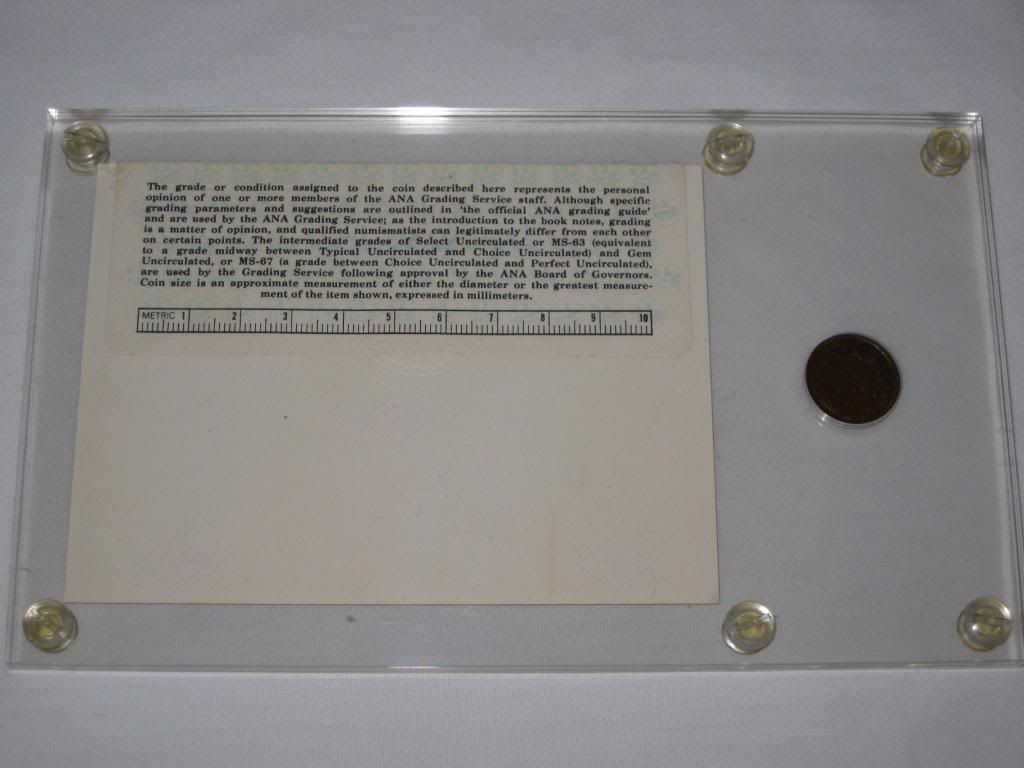 The grade or condition assigned to the coin described here represents the personal
opinion of one or more members of the ANA Grading Service staff. Although specific
grading parameters and suggestions are outlined in 'the official ANA grading guide'
and are used by the ANA Grading Service; as the introduction to the book notes, grading
is a matter of opinion, and qualified numismatists can legitimately differ from each other
on certain points. The intermediate grades of Select Uncirculated or MS-63 (equivalent
to a grade midway between Typical Uncirculated and Choice Uncirculated) and Gem
Uncirculated, or MS-67 (a grade between Choice Uncirculated and Perfect Uncirculated),
are used by the Grading Service following approval by the ANA Board of Governors.
Coin size is an approximate measurement of either the diameter or the greatest measure-
ment of the item shown, expressed in millimeters.
METRIC 1 2 3 4 5 6 7 8 9 10